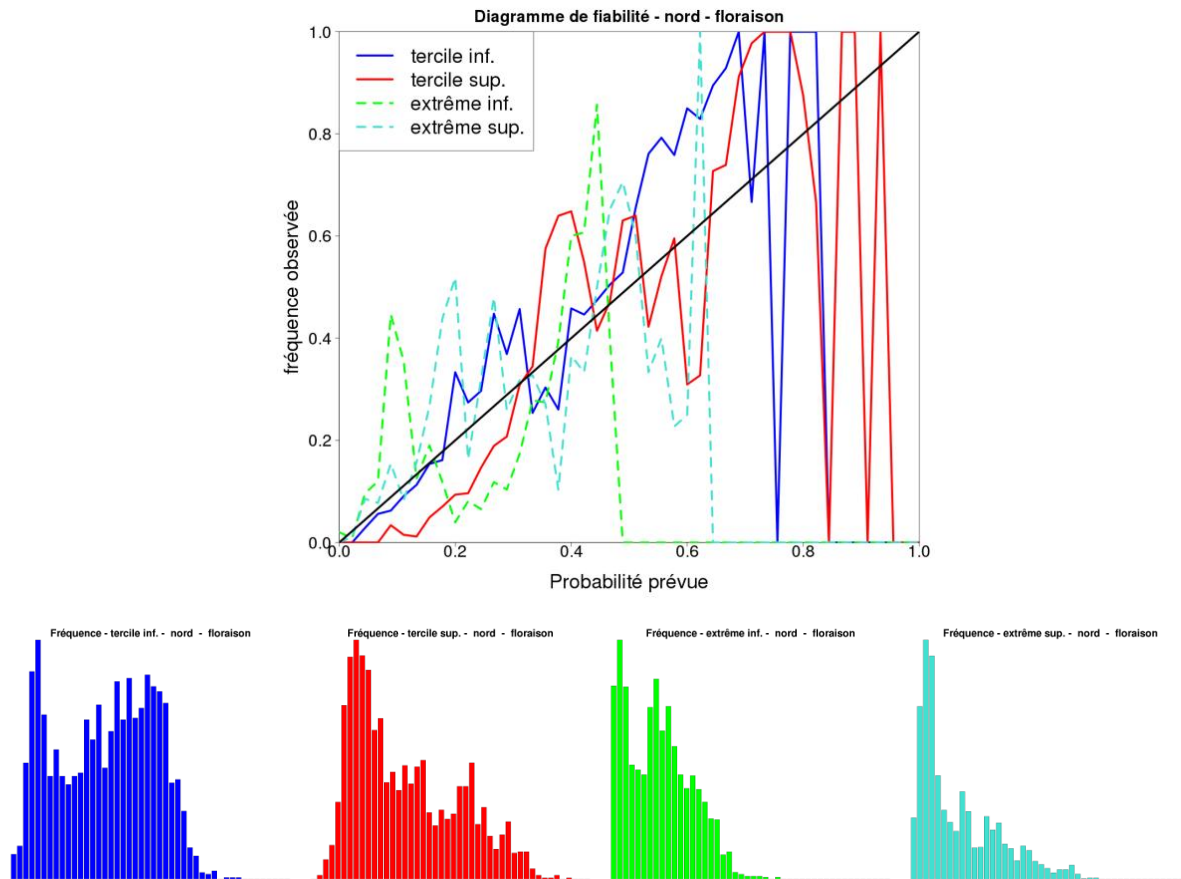 Diagramme de fiabilité - nord - floraison
tercile inf.
tercile sup.
extrême inf.
extrême sup.
fréquence observée
1.0
0.8
0.6
0.4
0.2
0.0
0.0 0.2 0.4 0.6 0.8 1.0
Probabilité prévue
Fréquence - tercile inf. - nord - floraison
Fréquence - tercile sup. - nord - floraison
Fréquence - extrême inf. - nord - floraison
Fréquence - extrême sup. - nord - floraison